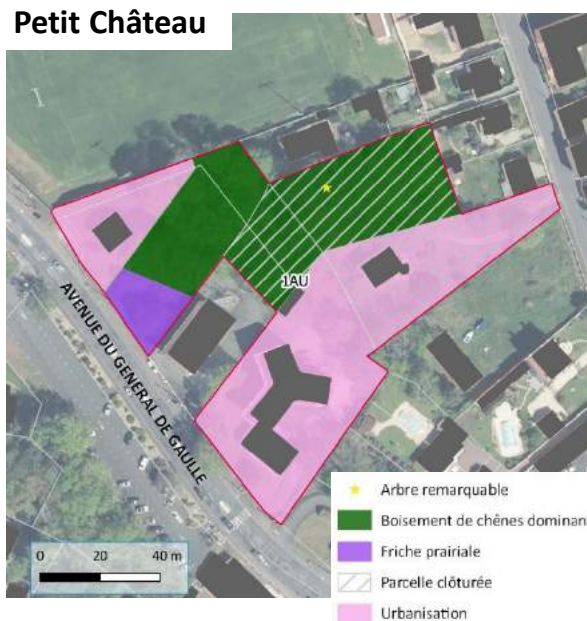 Petit Château
1AU
AVENUE DU GENERAL DE GAULLE
Arbre remarquable
Boisement de chênes dominan
Friche prairiale
Parcelle clôturée
Urbanisation
0 20 40 m